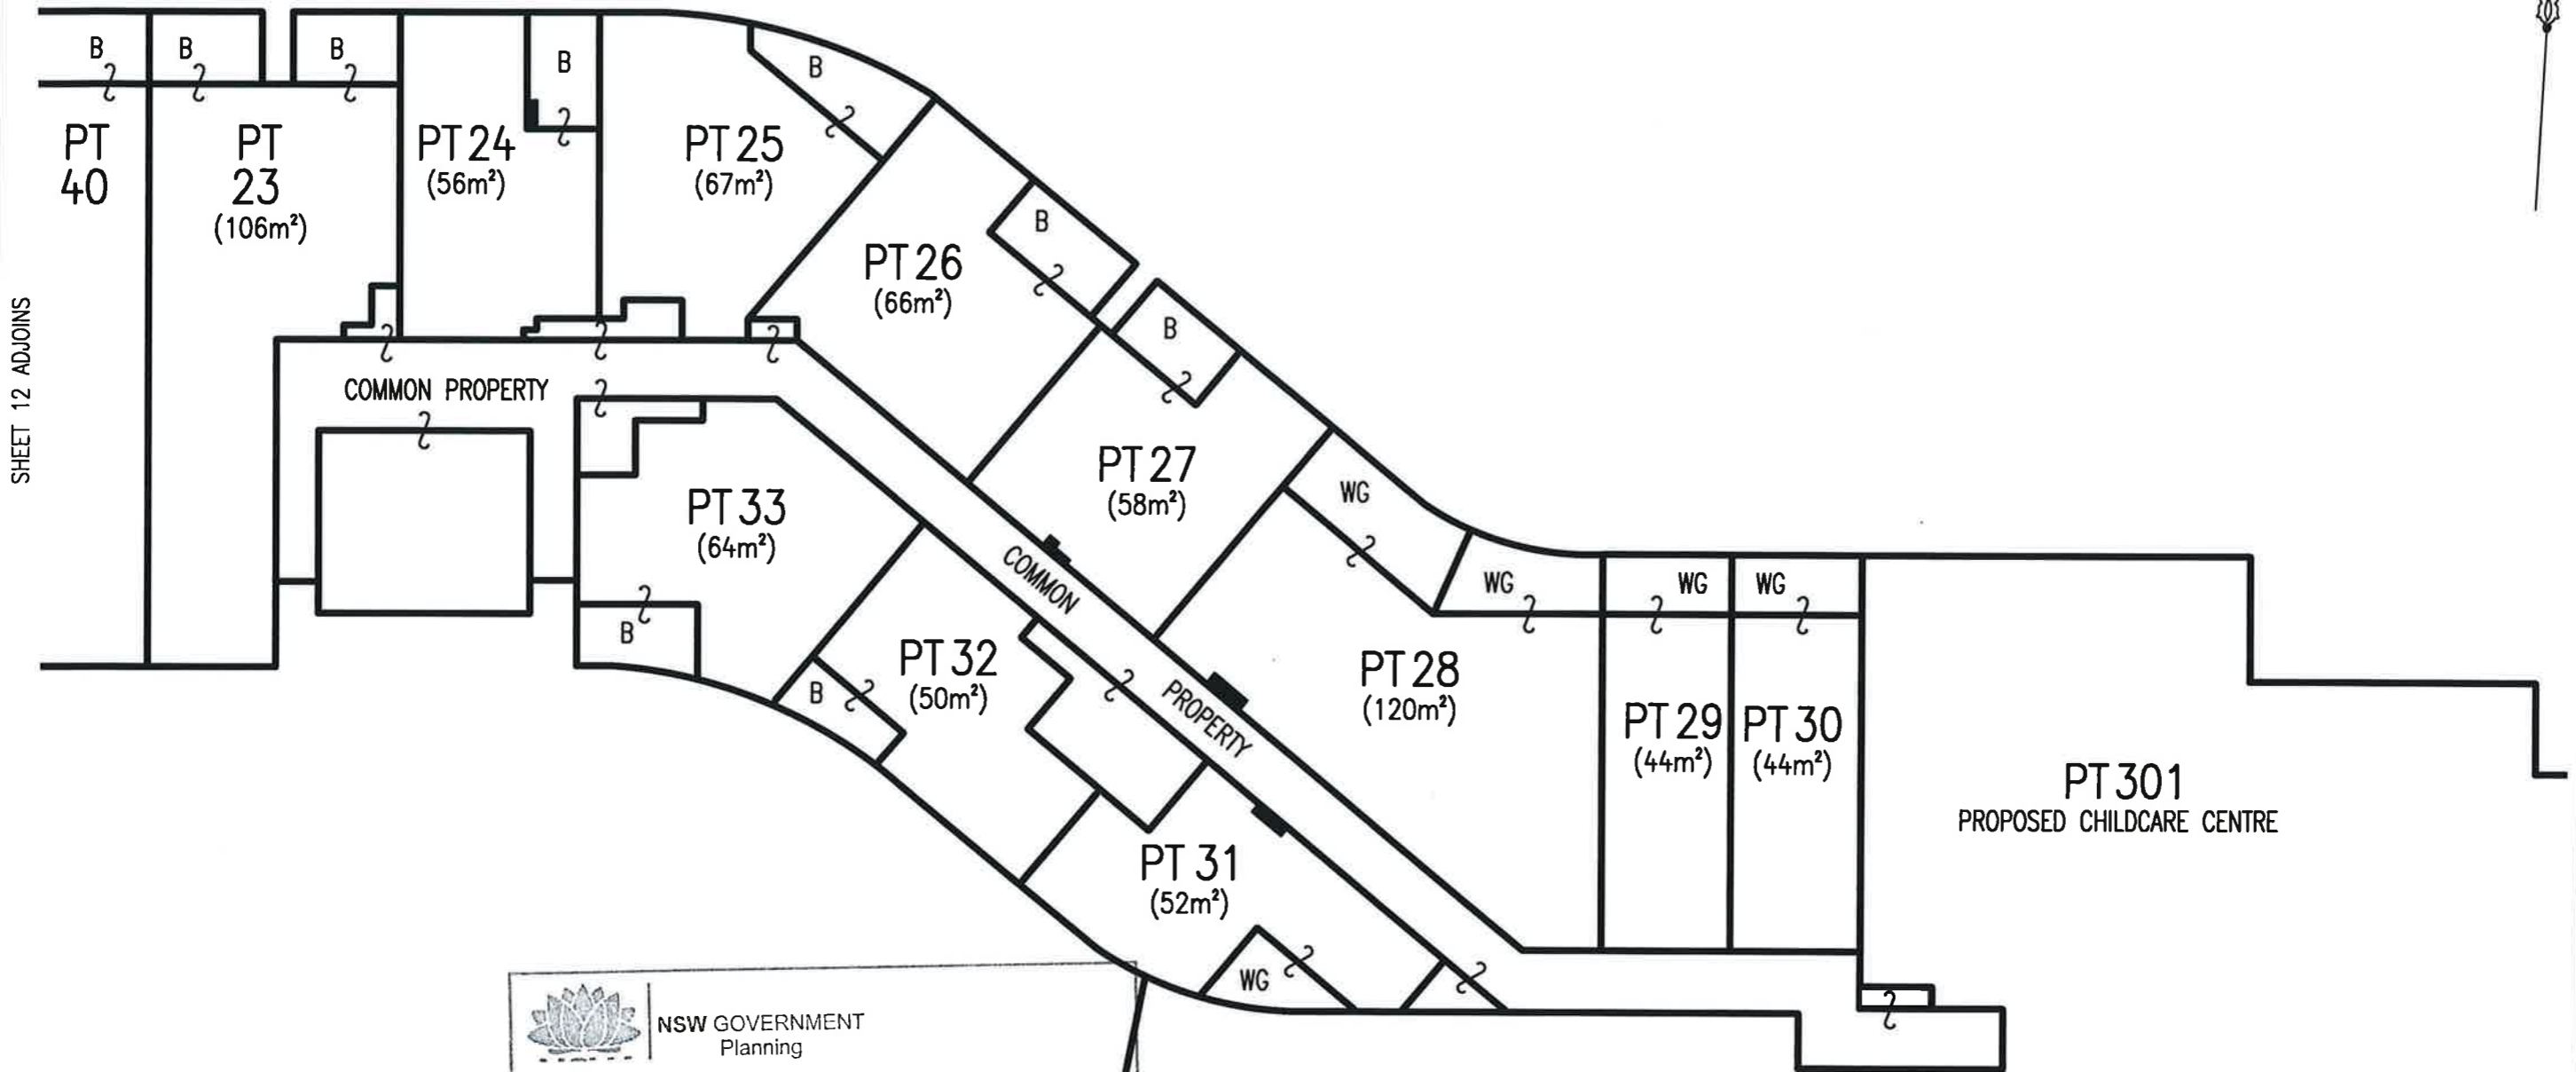 B
B
B
B
B
PT
40
PT
23
(106m²)
PT 24
(56m²)
PT 25
(67m²)
B
PT 26
(66m²)
B
SHEET 12 ADJOINS
COMMON PROPERTY
PT 27
(58m²)
WG
PT 33
(64m²)
B
COMMON
PROPERTY
WG
WG
WG
PT 32
(50m²)
B
PT 28
(120m²)
PT 29
(44m²)
PT 30
(44m²)
PT 301
PROPOSED CHILDCARE CENTRE
PT 31
(52m²)
WG
NSW GOVERNMENT
Planning